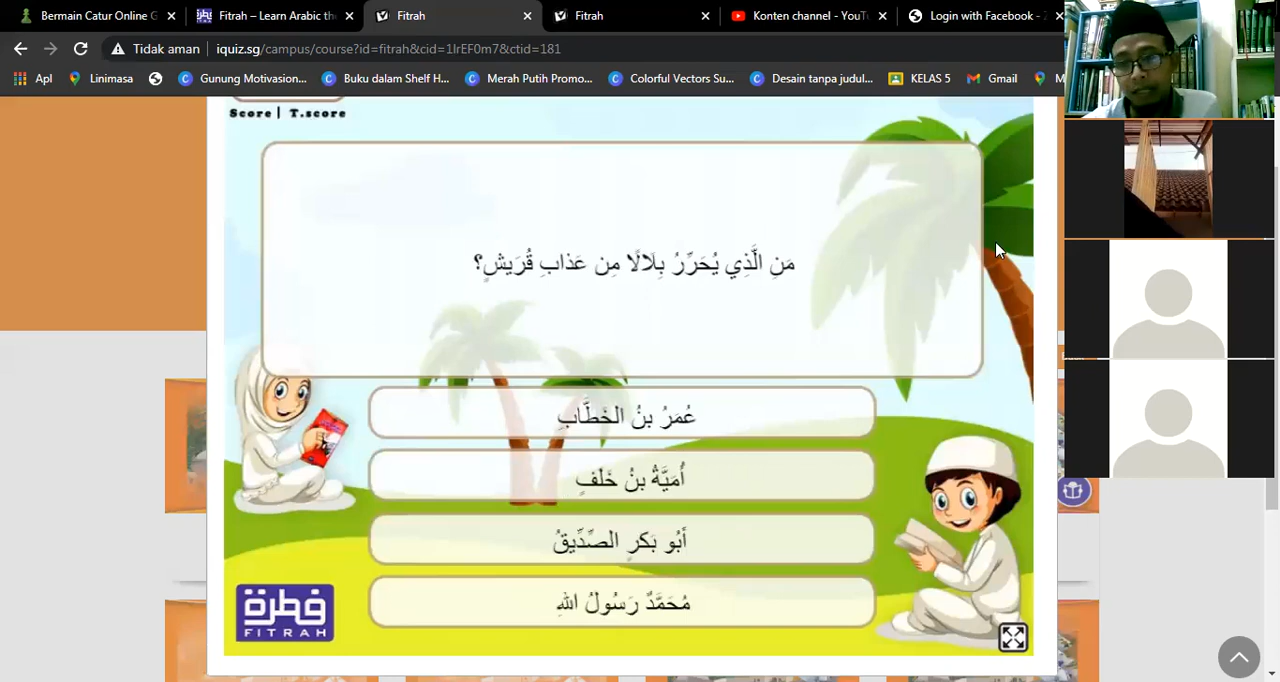 Bermain Catur Online G
Fitrah – Learn Arabic th
Fitrah
Fitrah
Konten channel - YouTu
Login with Facebook - 2
Tidak aman
iquiz.sg/campus/course?id=fitrah&cid=1IrEF0m7&ctid=181
Apl
Linimasa
Gunung Motivasion...
Buku dalam Shelf H...
Merah Putih Promo...
Colorful Vectors Su...
Desain tanpa judul...
KELAS 5
Gmail
M
Score | T.score
مَنِ الَّذِي يُحَرِّرُ بِلالًا مِن عَذابِ قُرَيشٍ؟
عُمَرُ بنُ الخَطَّابِ
أُمَيَّةُ بنُ خَلَفٍ
أَبُو بَكرٍ الصِّدِّيقُ
مُحَمَّدٌ رَسُولُ اللهِ
فطرة
FITRAH